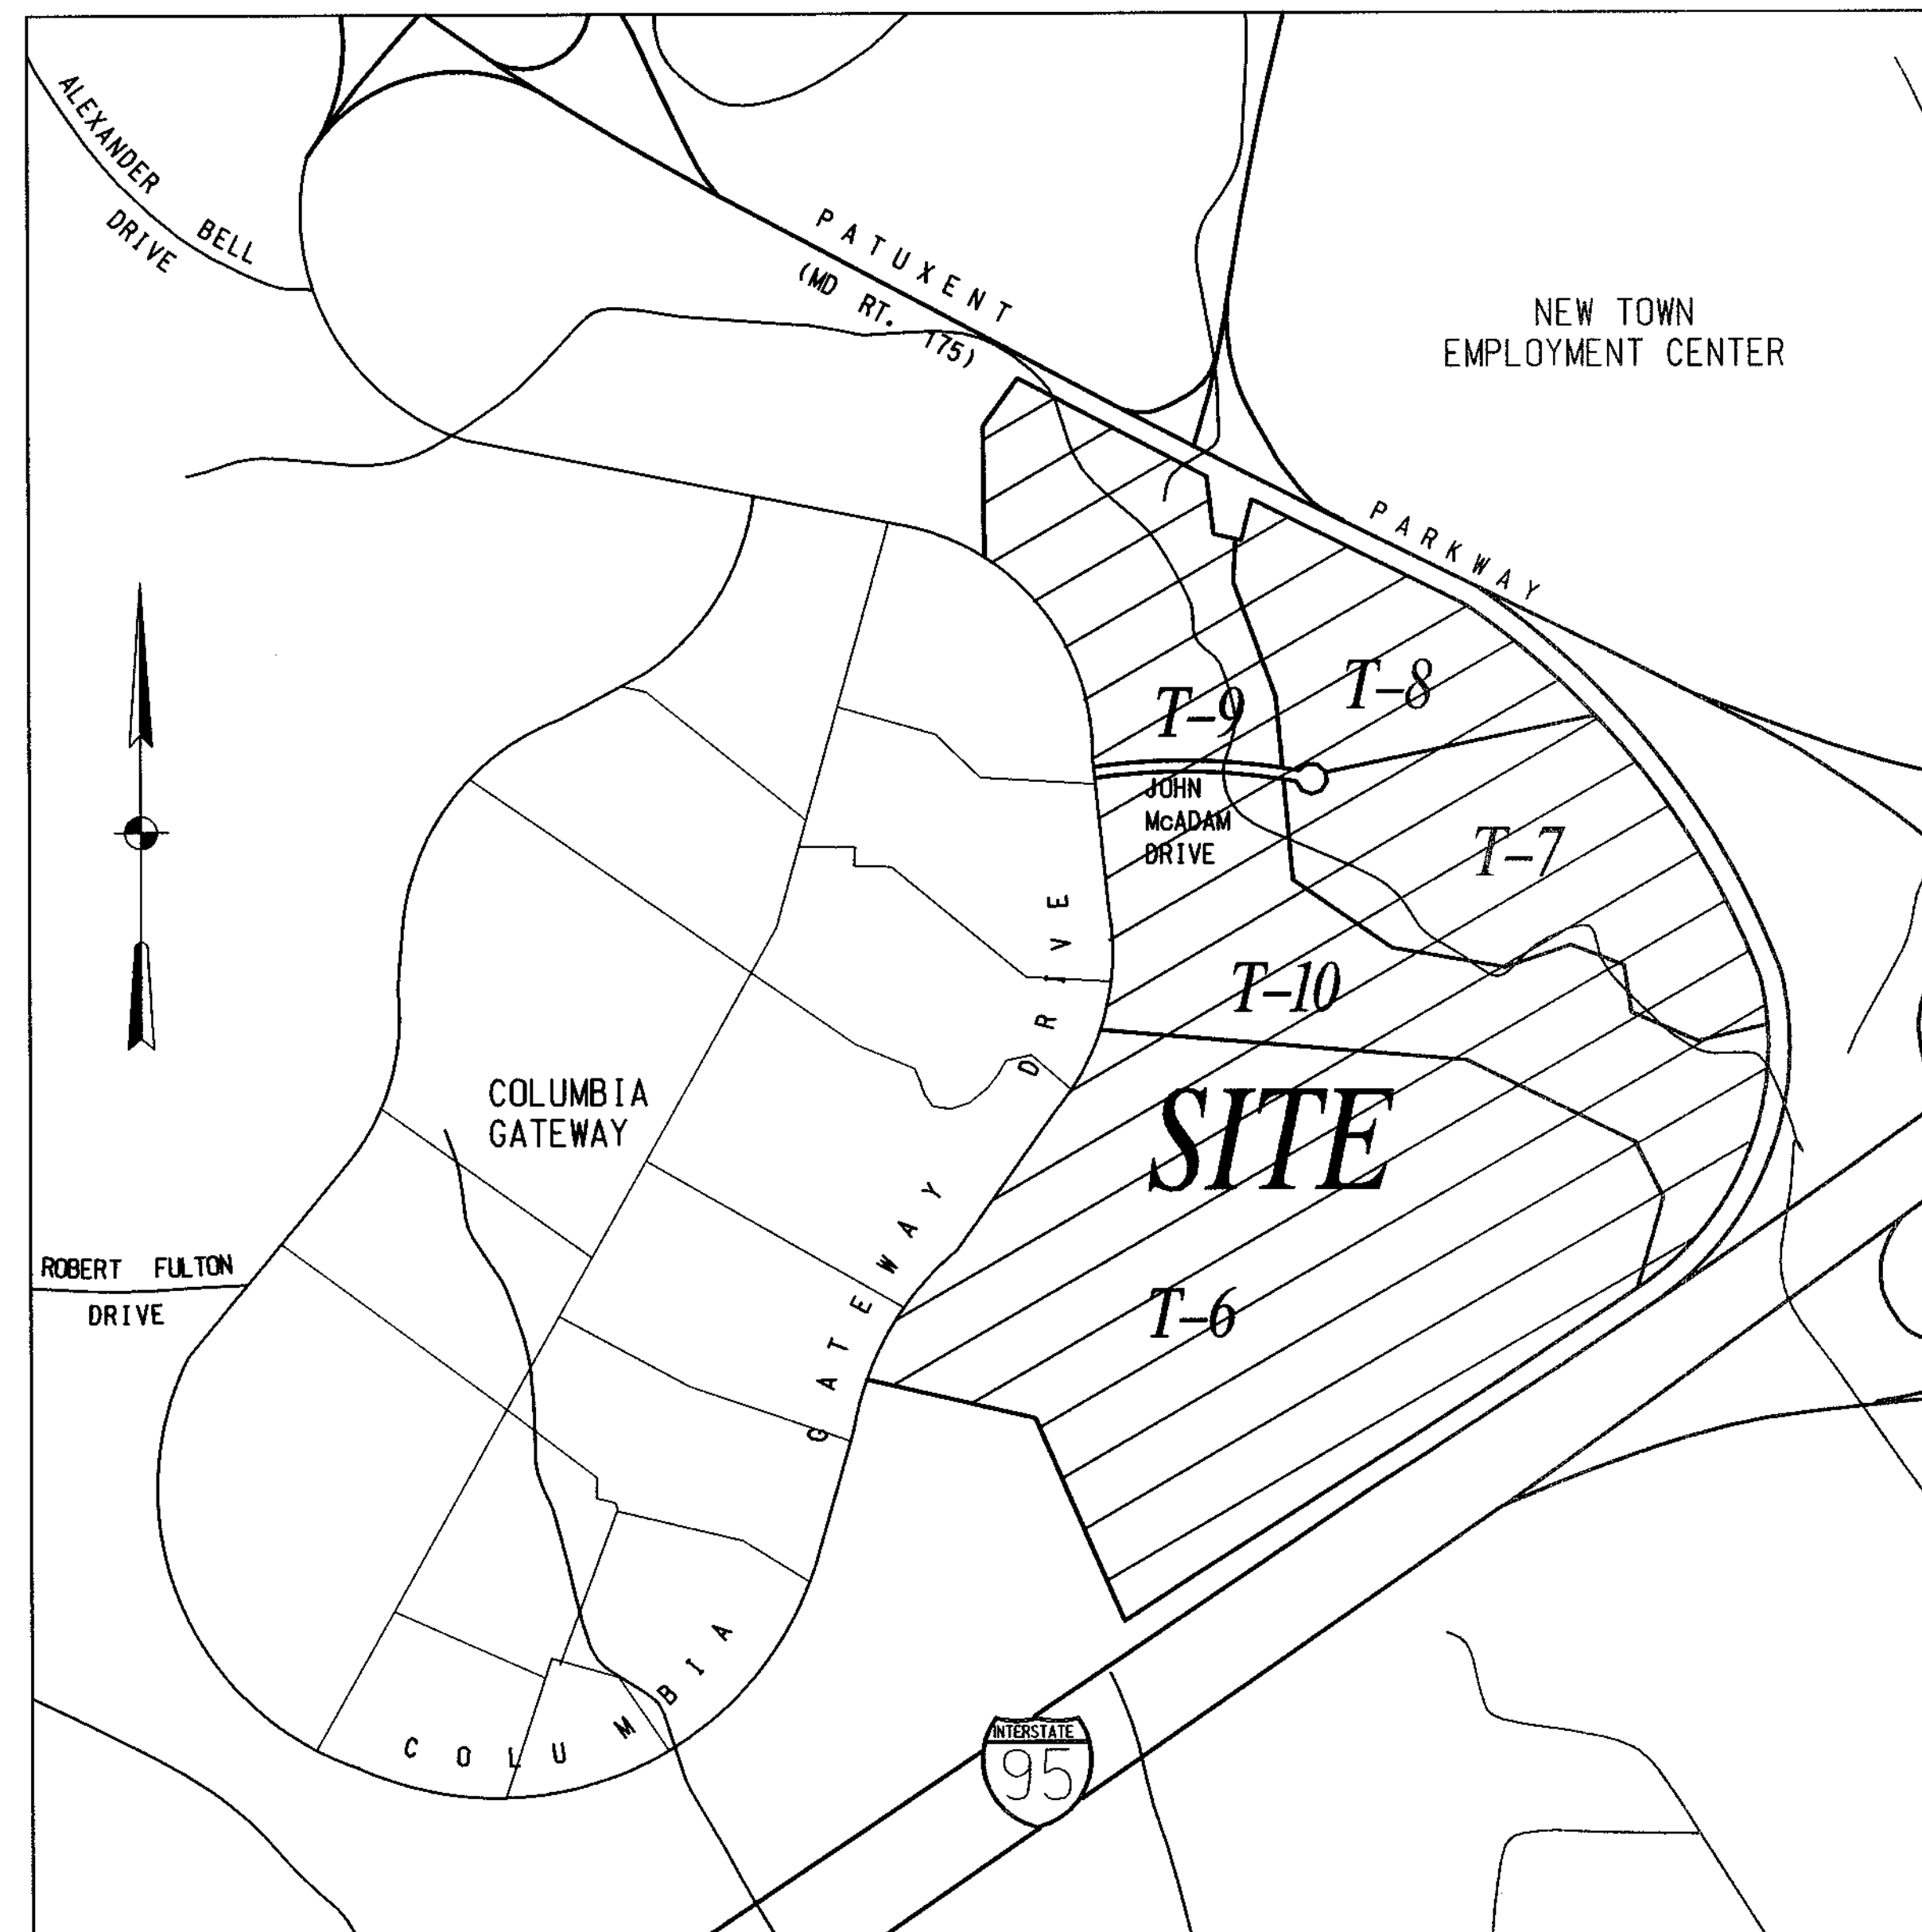 ALEXANDER BELL
DRIVE
PATUXENT PARKWAY
(MD RT. 175)
NEW TOWN
EMPLOYMENT CENTER
T-9
T-8
JOHN
McADAM
DRIVE
T-7
T-10
COLUMBIA
GATEWAY
SITE
ROBERT FULTON
DRIVE
T-6
COLUMBIA GATEWAY DRIVE
INTERSTATE
95